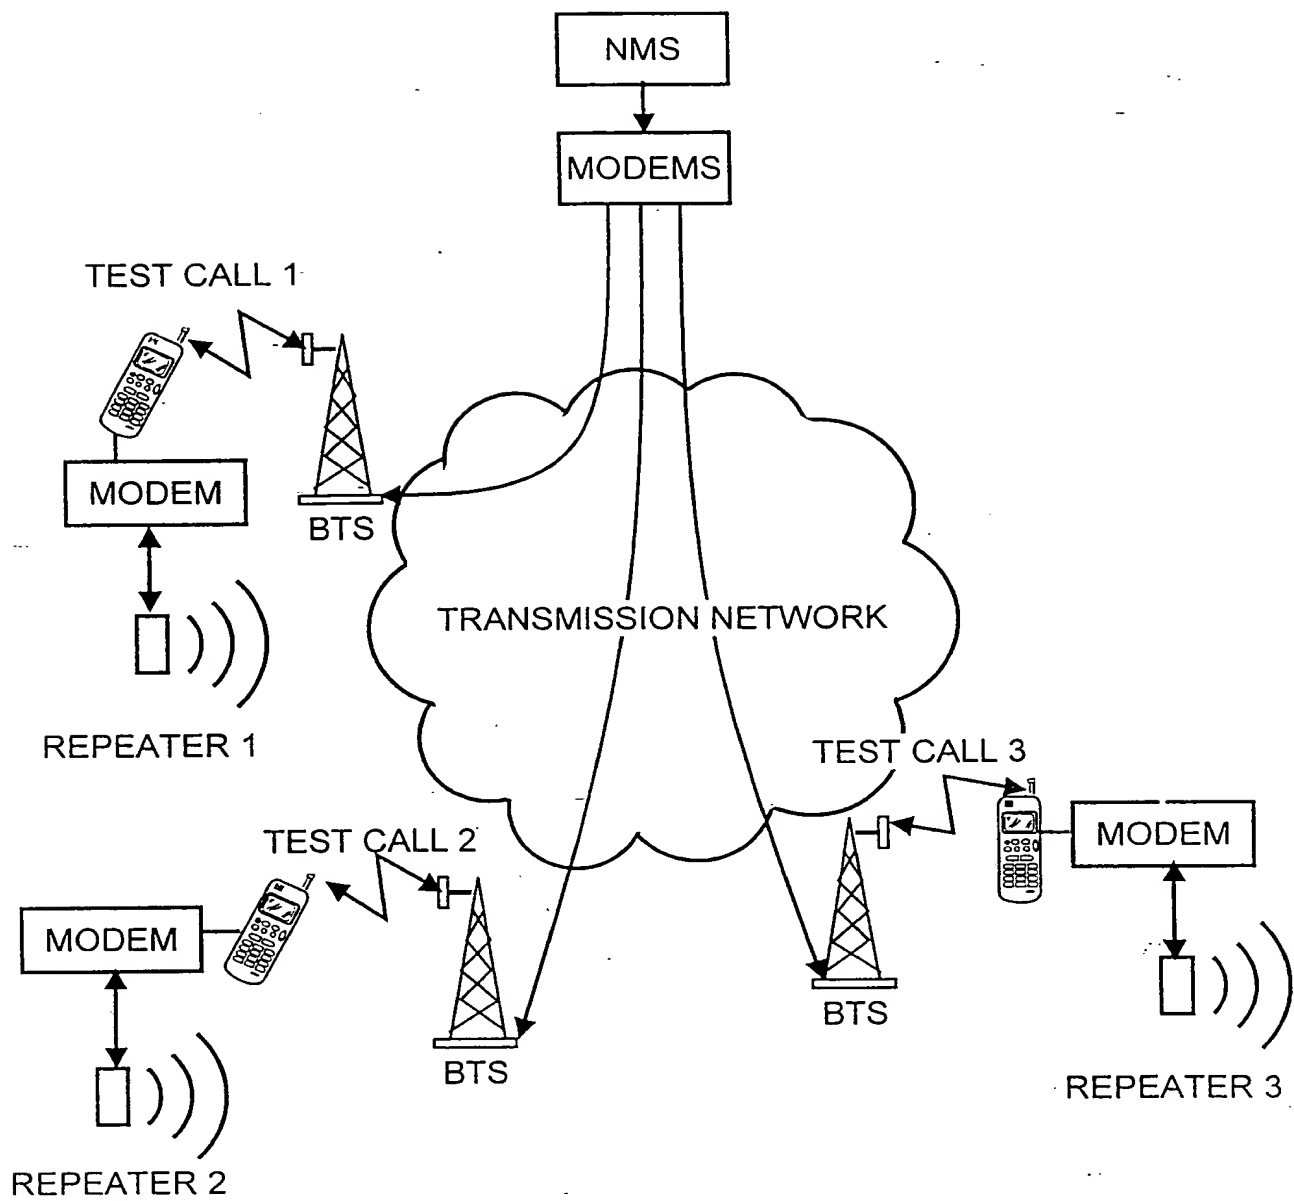 NMS
MODEMS
TEST CALL 1
MODEM
BTS
TRANSMISSION NETWORK
REPEATER 1
TEST CALL 3
MODEM
TEST CALL 2
MODEM
BTS
BTS
REPEATER 3
REPEATER 2